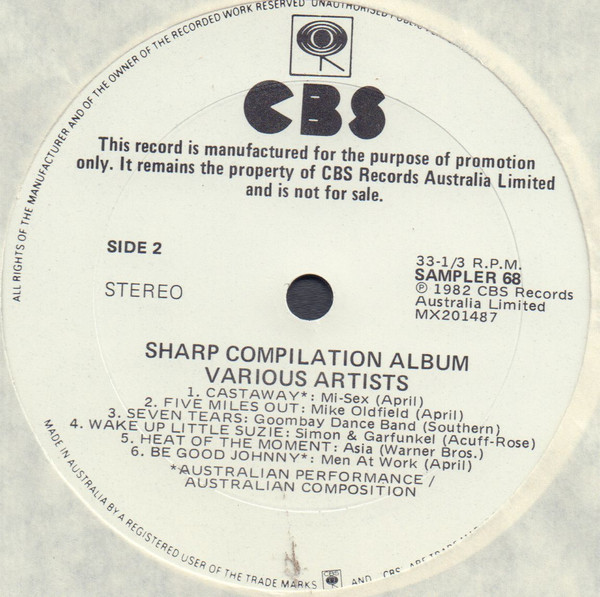 ALL RIGHTS OF THE MANUFACTURER AND OF THE OWNER OF THE RECORDED WORK RESERVED UNAUTHORISED PUBLIC
CBS
This record is manufactured for the purpose of promotion
only. It remains the property of CBS Records Australia Limited
and is not for sale.
SIDE 2
STEREO
33-1/3 R.P.M.
SAMPLER 68
℗ 1982 CBS Records
Australia Limited
MX201487
SHARP COMPILATION ALBUM
VARIOUS ARTISTS
1. CASTAWAY*: Mi-Sex (April)
2. FIVE MILES OUT: Mike Oldfield (April)
3. SEVEN TEARS: Goombay Dance Band (Southern)
4. WAKE UP LITTLE SUZIE: Simon & Garfunkel (Acuff-Rose)
5. HEAT OF THE MOMENT: Asia (Warner Bros.)
6. BE GOOD JOHNNY*: Men At Work (April)
*AUSTRALIAN PERFORMANCE /
AUSTRALIAN COMPOSITION
MADE IN AUSTRALIA BY A REGISTERED USER OF THE TRADE MARKS CBS AND CBS ARE TRADE